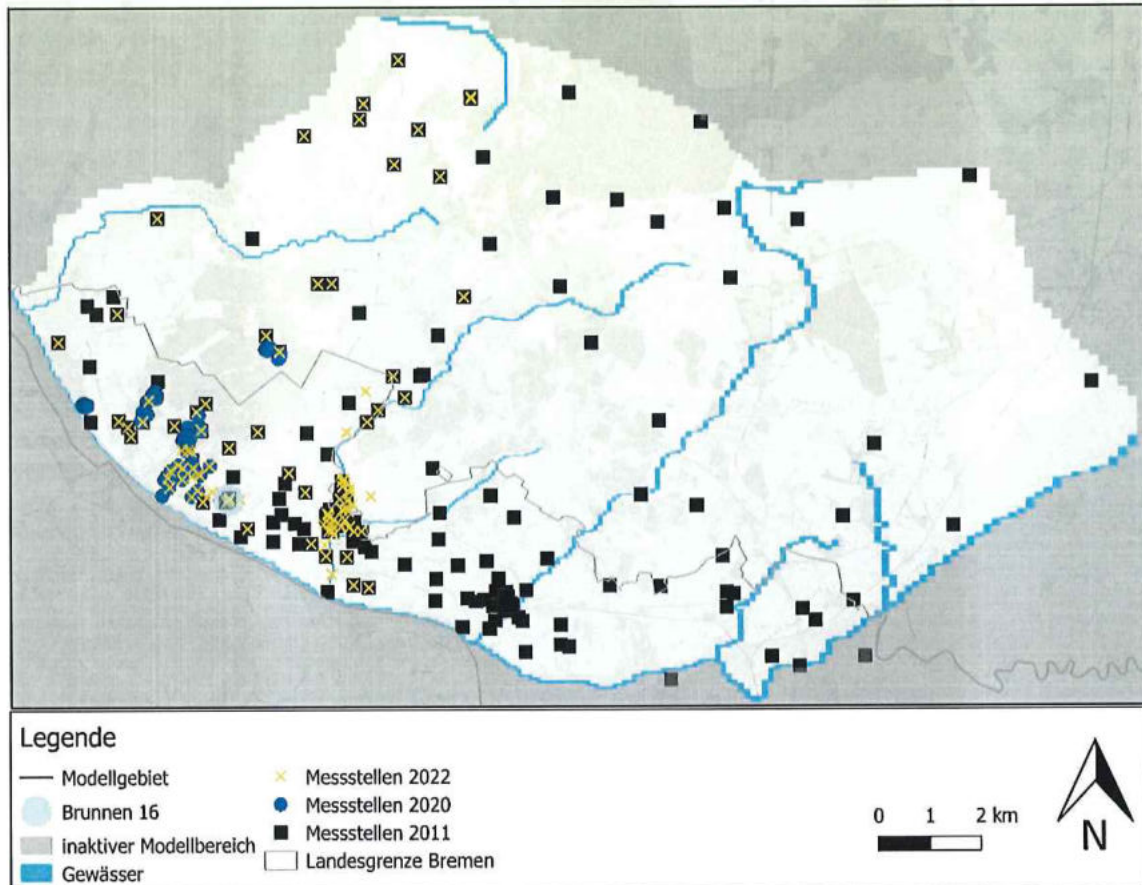 Legende
Modellgebiet
Brunnen 16
inaktiver Modellbereich
Gewässer
Messstellen 2022
Messstellen 2020
Messstellen 2011
Landesgrenze Bremen
0 1 2 km
N